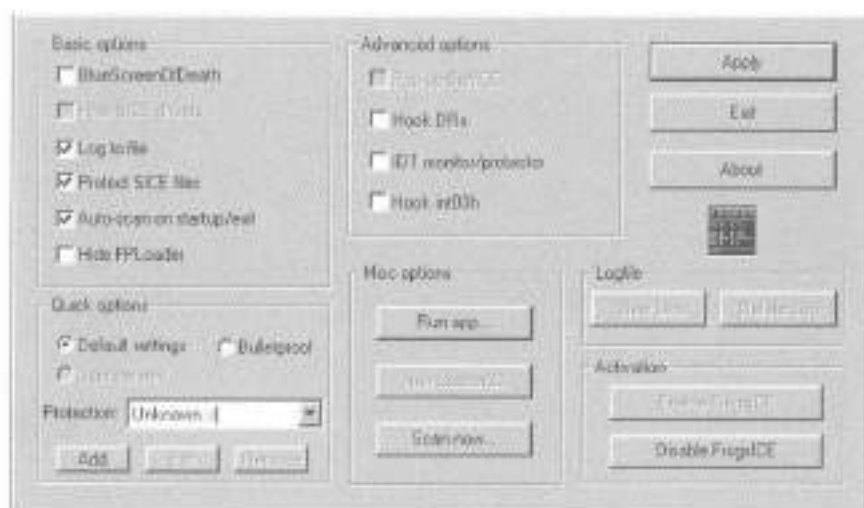 Basic options
BlueScreenOfDeath
Log to file
Protect SICE files
Auto-scan on startup/exit
Hide FPLoader
Quick options
Default settings
Bulletproof
Protection: Unknown :(
Add
Advanced options
Hook DRx
IDT monitor/protector
Hook int03h
Misc options
Run app...
Scan now...
Apply
Exit
About
Logfile
Activation
Enable FrogsICE
Disable FrogsICE